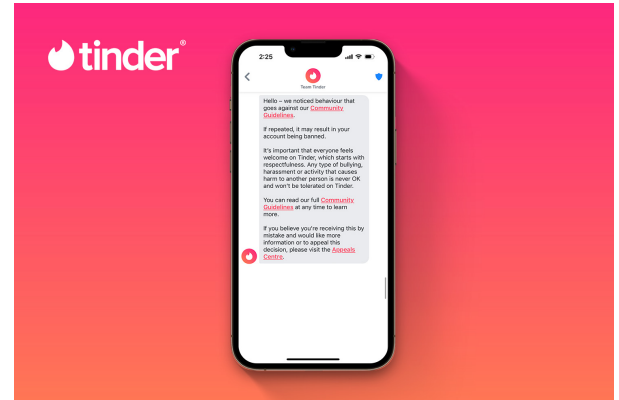 tinder®
2:25
Team Tinder
Hello – we noticed behaviour that
goes against our Community
Guidelines.
If repeated, it may result in your
account being banned.
It's important that everyone feels
welcome on Tinder, which starts with
respectfulness. Any type of bullying,
harassment or activity that causes
harm to another person is never OK
and won't be tolerated on Tinder.
You can read our full Community
Guidelines at any time to learn
more.
If you believe you're receiving this by
mistake and would like more
information or to appeal this
decision, please visit the Appeals
Centre.